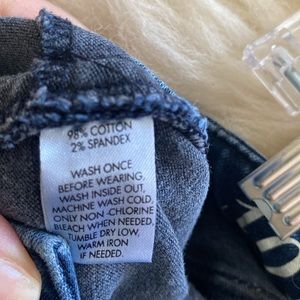 98% COTTON
2% SPANDEX
WASH ONCE
BEFORE WEARING,
WASH INSIDE OUT,
MACHINE WASH COLD,
ONLY NON -CHLORINE
BLEACH WHEN NEEDED,
TUMBLE DRY LOW,
WARM IRON
IF NEEDED.